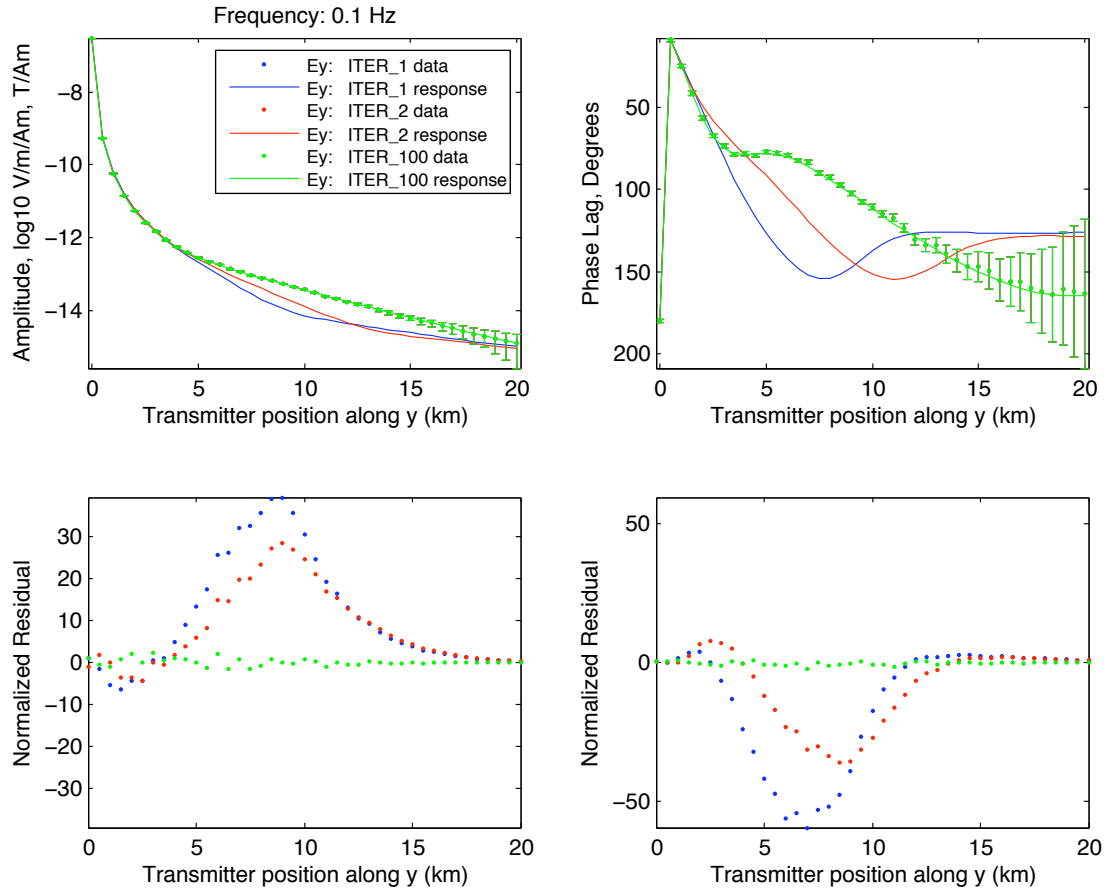 Frequency: 0.1 Hz
Amplitude, log10 V/m/Am, T/Am
−8
−10
−12
−14
Ey: ITER_1 data
Ey: ITER_1 response
Ey: ITER_2 data
Ey: ITER_2 response
Ey: ITER_100 data
Ey: ITER_100 response
0 5 10 15 20
Transmitter position along y (km)
Phase Lag, Degrees
50
100
150
200
0 5 10 15 20
Transmitter position along y (km)
Normalized Residual
30
20
10
0
−10
−20
−30
0 5 10 15 20
Transmitter position along y (km)
Normalized Residual
50
0
−50
0 5 10 15 20
Transmitter position along y (km)